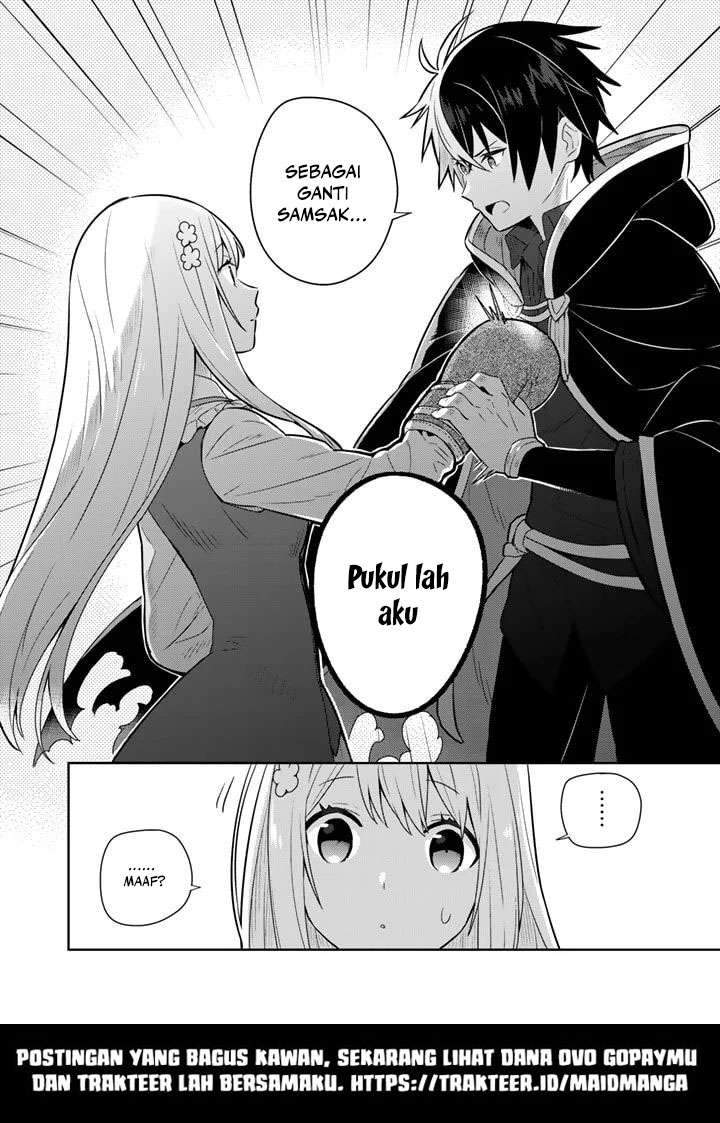 SEBAGAI
GANTI
SAMSAK...
Pukul lah
aku
......
......
MAAF?
POSTINGAN YANG BAGUS KAWAN, SEKARANG LIHAT DANA OVO GOPAYMU
DAN TRAKTEER LAH BERSAMAKU. HTTPS://TRAKTEER.ID/MAIDMANGA